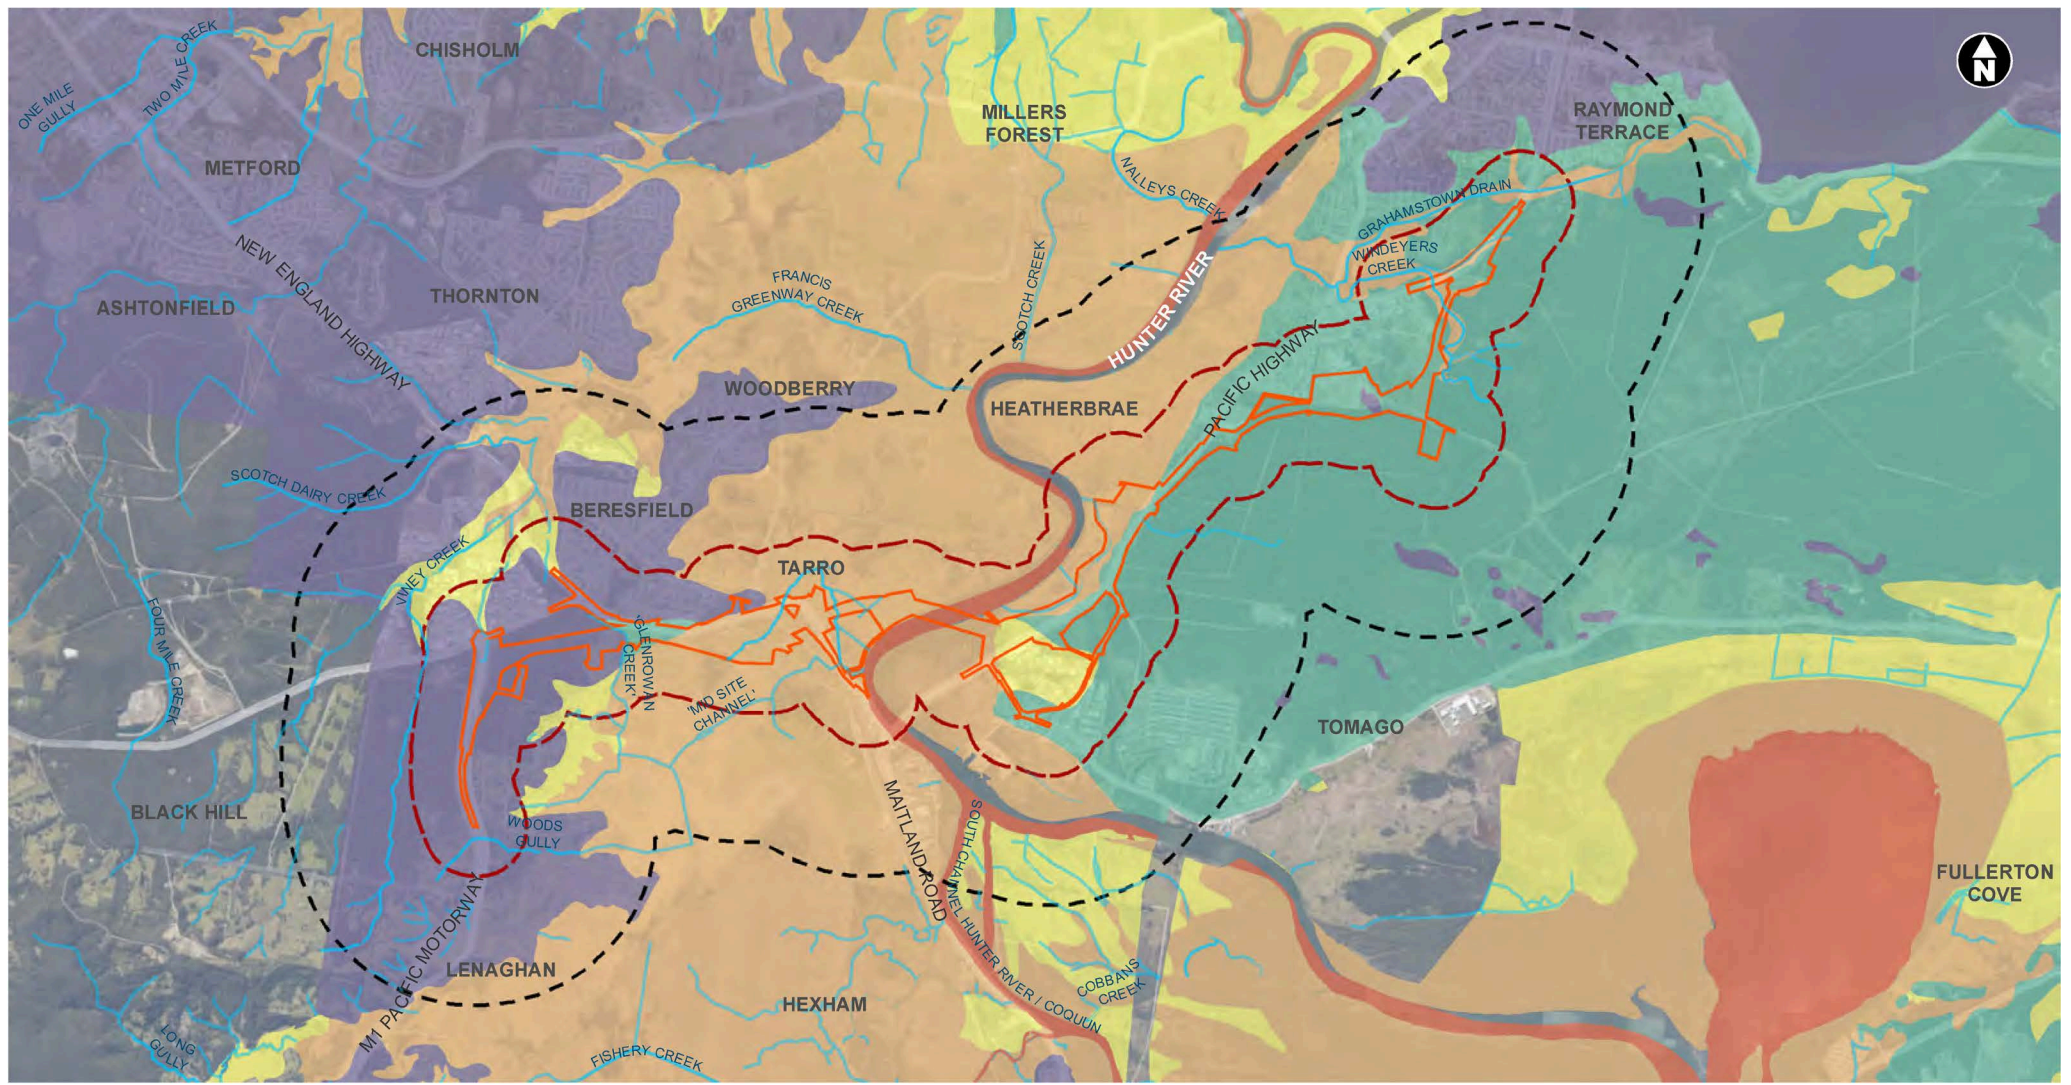 CHISHOLM
ONE MILE
GULLY
TWO MILE CREEK
METFORD
MILLERS
FOREST
RAYMOND
TERRACE
N
NALLEYS CREEK
GRAHAMSTOWN DRAIN
WINDEYERS
CREEK
NEW ENGLAND HIGHWAY
ASHTONFIELD
THORNTON
FRANCIS
GREENWAY CREEK
SCOTCH CREEK
HUNTER RIVER
PACIFIC HIGHWAY
WOODBERRY
HEATHERBRAE
SCOTCH DAIRY CREEK
BERESFIELD
VINEY CREEK
TARRO
FOUR MILE CREEK
'GLENROWAN
CREEK'
'MID SITE
CHANNEL'
TOMAGO
BLACK HILL
WOODS
GULLY
MAITLAND ROAD
SOUTH CHANNEL HUNTER RIVER / COQUUN
FULLERTON
COVE
M1 PACIFIC MOTORWAY
LENAGHAN
HEXHAM
COBBANS
CREEK
LONG
GULLY
FISHERY CREEK